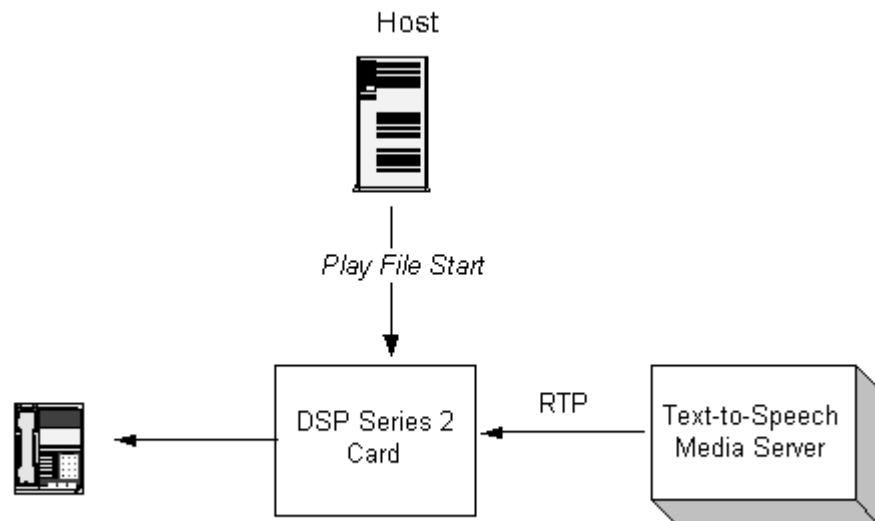 Host
Play File Start
DSP Series 2
Card
RTP
Text-to-Speech
Media Server